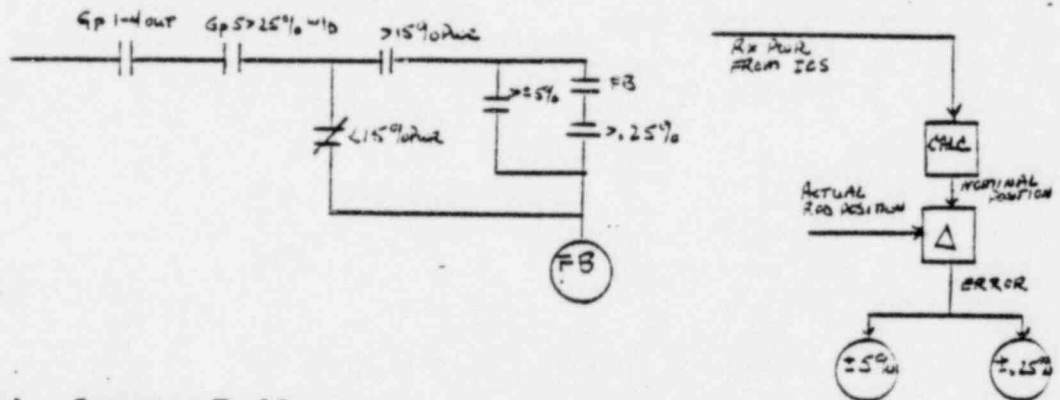 Gp 1-4 out
Gp 5>25% W/D
>15% PWR
<15% PWR
>±5%
FB
>.25%
FB
Rx PWR
FROM ICS
CALC
NOMINAL
POSITION
ACTUAL
ROD POSITION
Δ
ERROR
±5%
±.25%